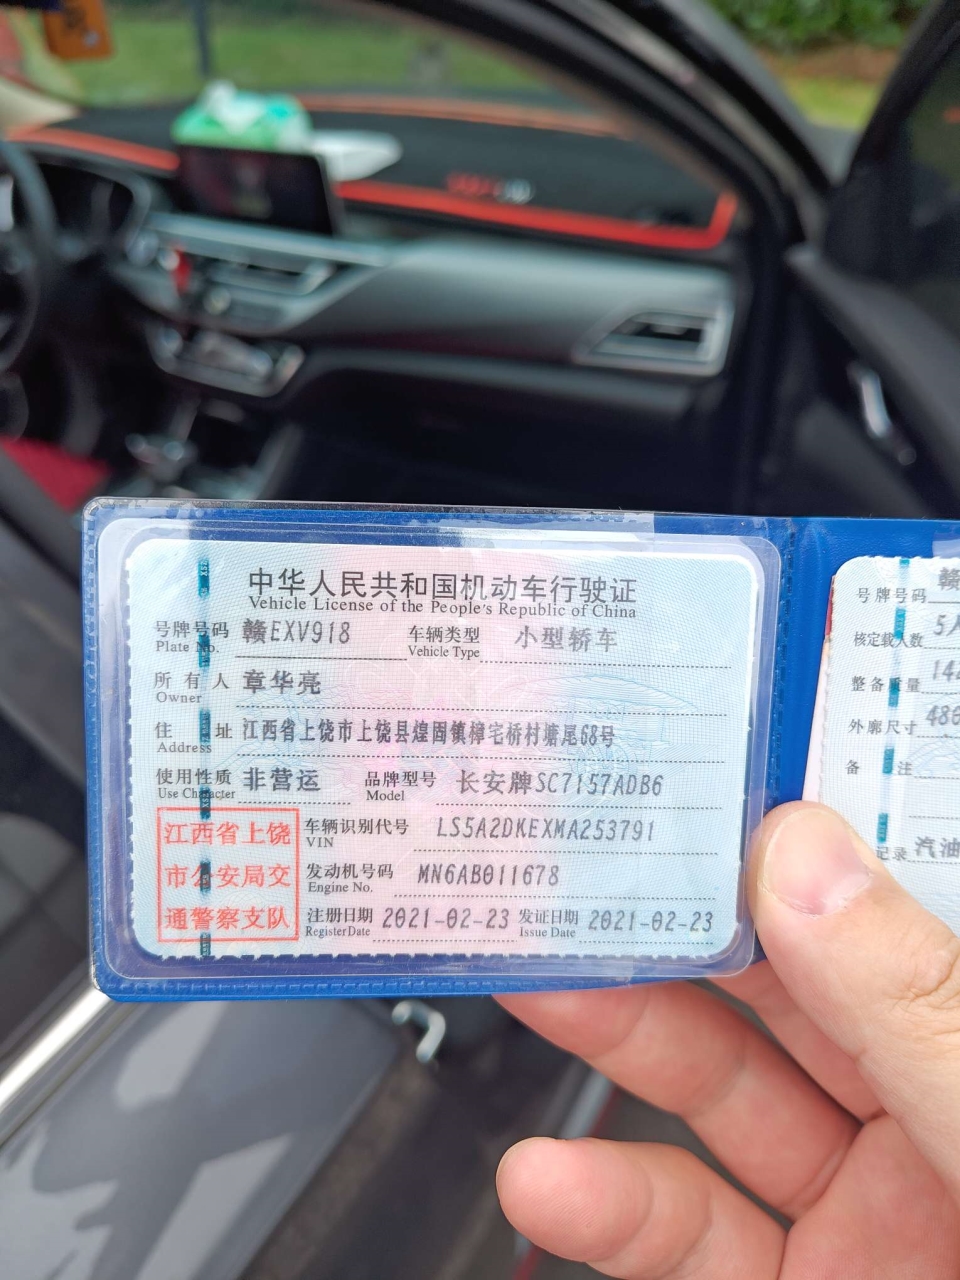 中华人民共和国机动车行驶证
Vehicle License of the People's Republic of China
号牌号码 赣EXV918 车辆类型 小型轿车
Plate No. Vehicle Type
所有人 章华亮
Owner
住址 江西省上饶市上饶县煌固镇樟宅桥村塘尾68号
Address
使用性质 非营运 品牌型号 长安牌SC7157ADB6
Use Character Model
江西省上饶
市公安局交
通警察支队
车辆识别代号 LS5A2DKEXMA253791
VIN
发动机号码 MN6AB011678
Engine No.
注册日期 2021-02-23 发证日期 2021-02-23
Register Date Issue Date
号牌号码 赣
核定载人数 5人
整备质量 142
外廓尺寸 486
备注
记录 汽油